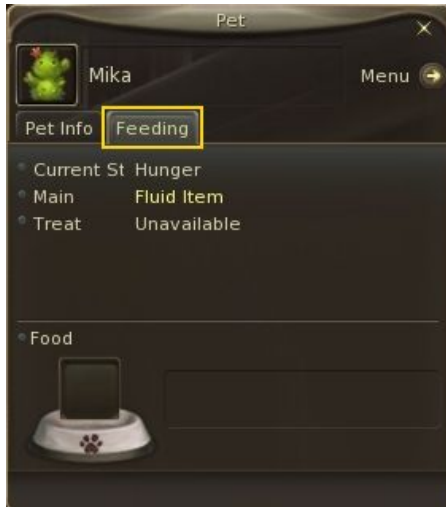 Pet
Mika Menu
Pet Info Feeding
Current St Hunger
Main Fluid Item
Treat Unavailable
Food